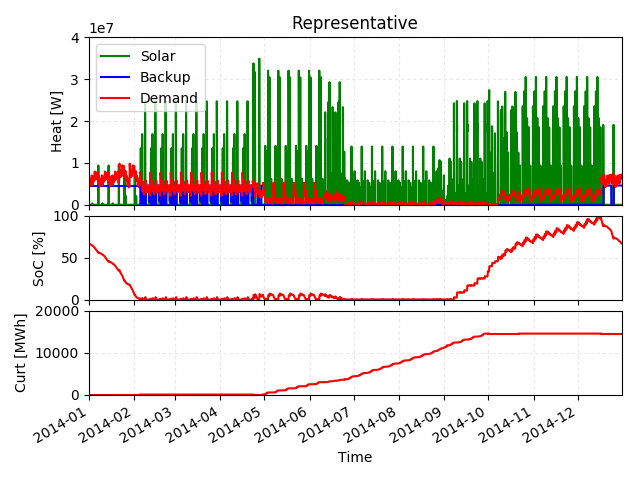 Representative
1e7
4
3
2
1
0
Heat [W]
Solar
Backup
Demand
100
50
0
SoC [%]
20000
10000
0
Curt [MWh]
2014-01
2014-02
2014-03
2014-04
2014-05
2014-06
2014-07
2014-08
2014-09
2014-10
2014-11
2014-12
Time